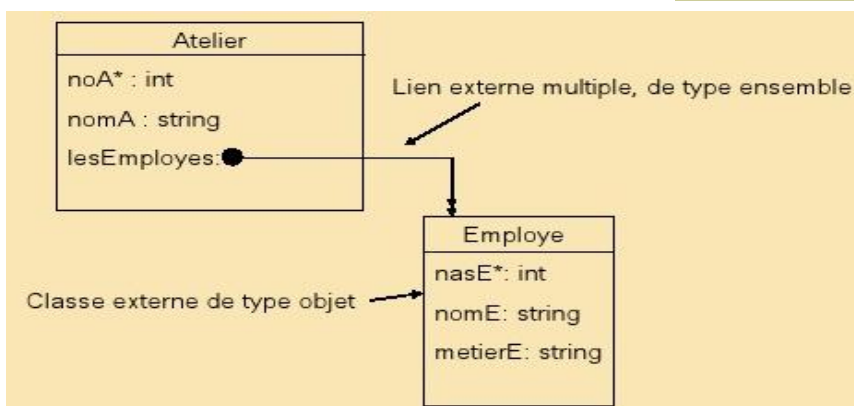 Atelier
noA* : int
nomA : string
lesEmployes:
Lien externe multiple, de type ensemble
Employe
nasE*: int
nomE: string
metierE: string
Classe externe de type objet